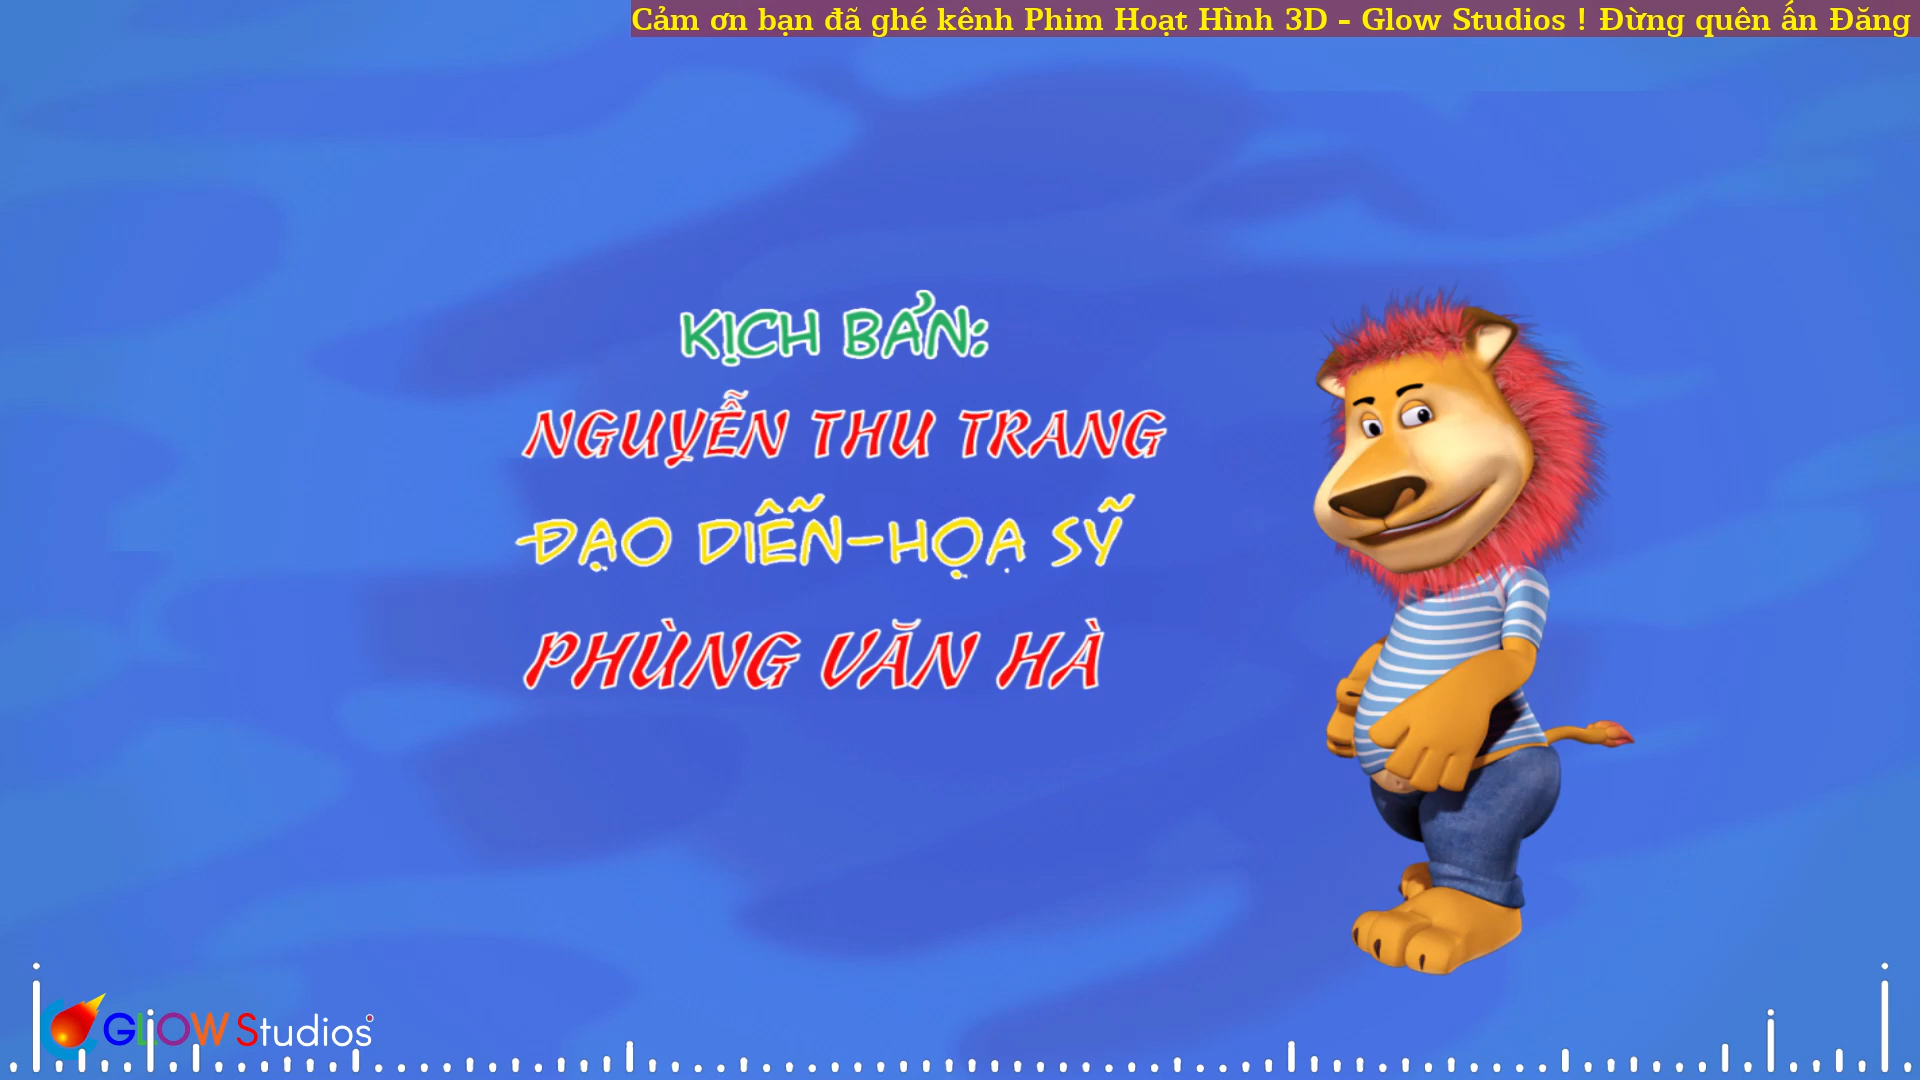 Cảm ơn bạn đã ghé kênh Phim Hoạt Hình 3D – Glow Studios ! Đừng quên ấn Đăng
KỊCH BẢN:
NGUYỄN THU TRANG
ĐẠO DIỄN-HỌA SỸ
PHÙNG VĂN HÀ
GLOW Studios